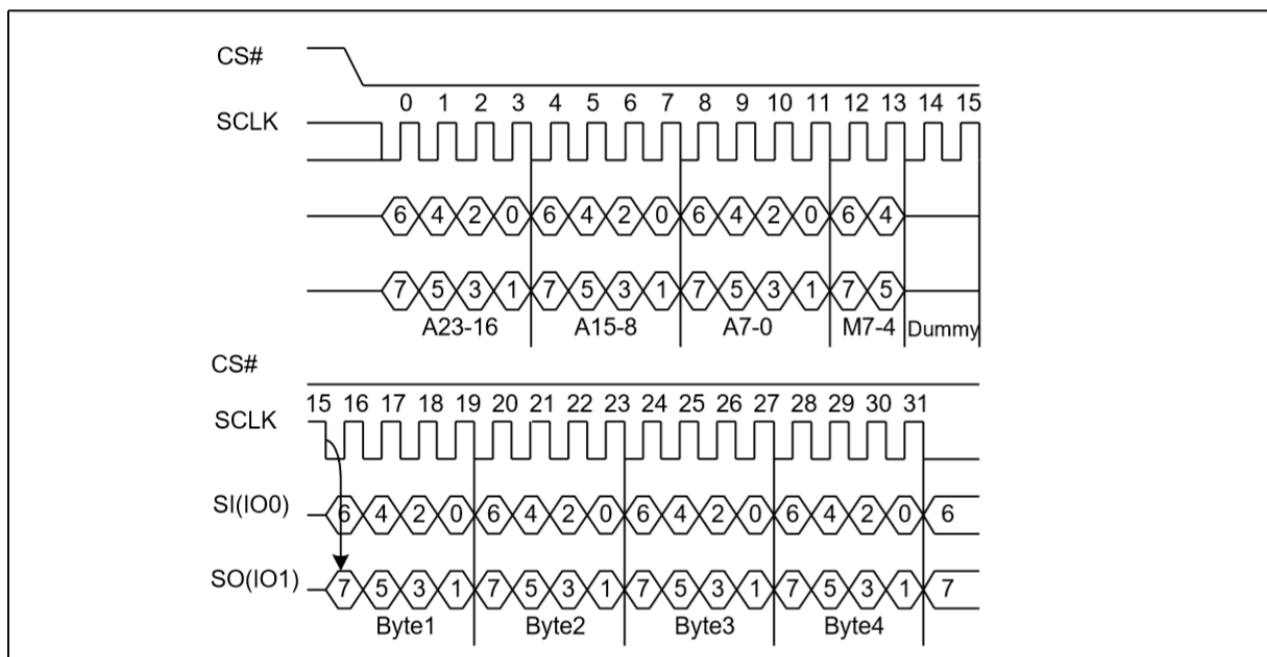 CS#
0 1 2 3 4 5 6 7 8 9 10 11 12 13 14 15
SCLK
6 4 2 0 6 4 2 0 6 4 2 0 6 4
7 5 3 1 7 5 3 1 7 5 3 1 7 5
A23-16 A15-8 A7-0 M7-4 Dummy
CS#
15 16 17 18 19 20 21 22 23 24 25 26 27 28 29 30 31
SCLK
SI(IO0) 6 4 2 0 6 4 2 0 6 4 2 0 6 4 2 0 6
SO(IO1) 7 5 3 1 7 5 3 1 7 5 3 1 7 5 3 1 7
Byte1 Byte2 Byte3 Byte4